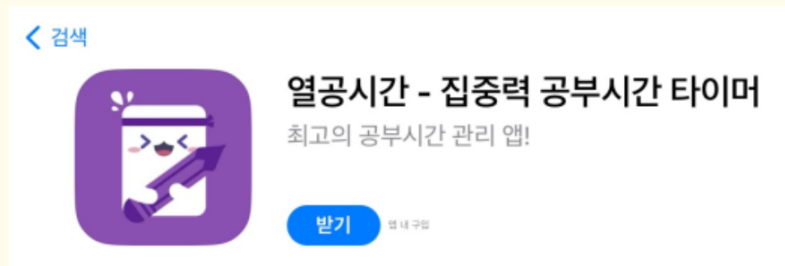 검색
열공시간 - 집중력 공부시간 타이머
최고의 공부시간 관리 앱!
받기
앱 내 구입